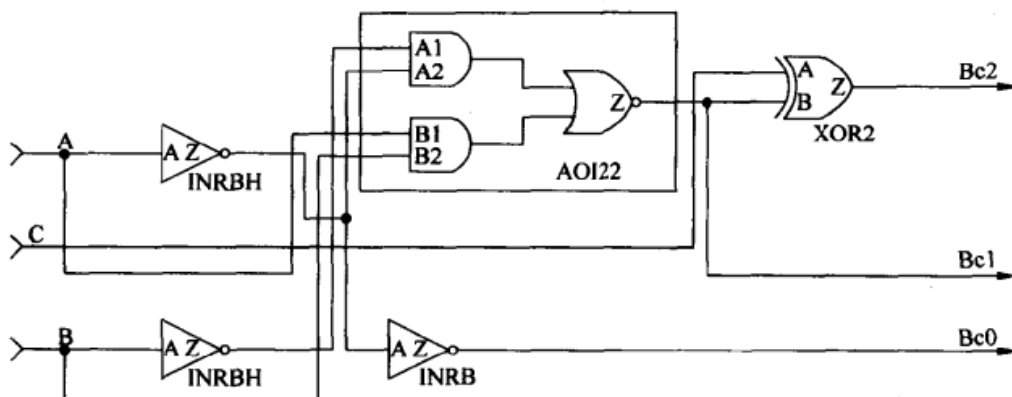 A1
A2
Z
B1
B2
AOI22
A
B
Z
XOR2
Bc2
A
A Z
INRBH
C
Bc1
B
A Z
INRBH
A Z
INRB
Bc0